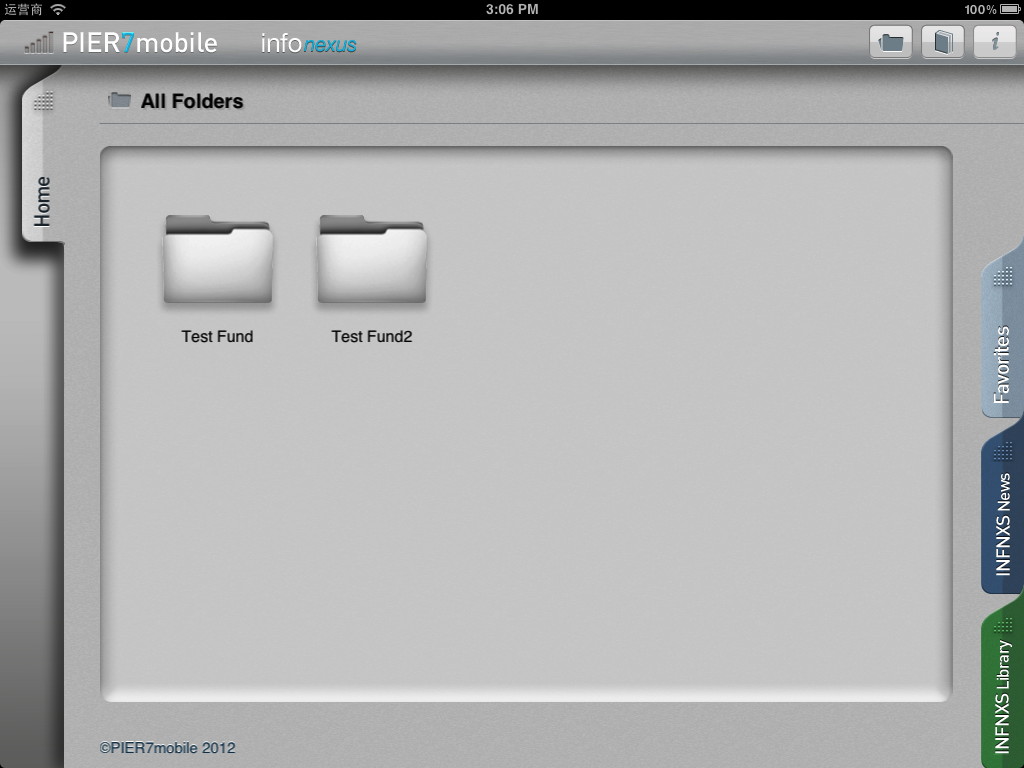 运营商
3:06 PM
100%
PIER7mobile
infonexus
i
All Folders
Home
Test Fund
Test Fund2
Favorites
INFNXS News
INFNXS Library
©PIER7mobile 2012